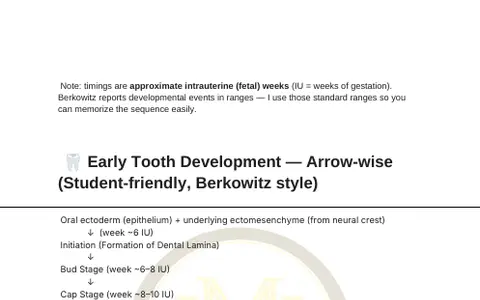 Note: timings are approximate intrauterine (fetal) weeks (IU = weeks of gestation).
Berkowitz reports developmental events in ranges — I use those standard ranges so you
can memorize the sequence easily.
🦷 Early Tooth Development — Arrow-wise
(Student-friendly, Berkowitz style)
Oral ectoderm (epithelium) + underlying ectomesenchyme (from neural crest)
↓ (week ~6 IU)
Initiation (Formation of Dental Lamina)
↓
Bud Stage (week ~6–8 IU)
↓
Cap Stage (week ~8–10 IU)